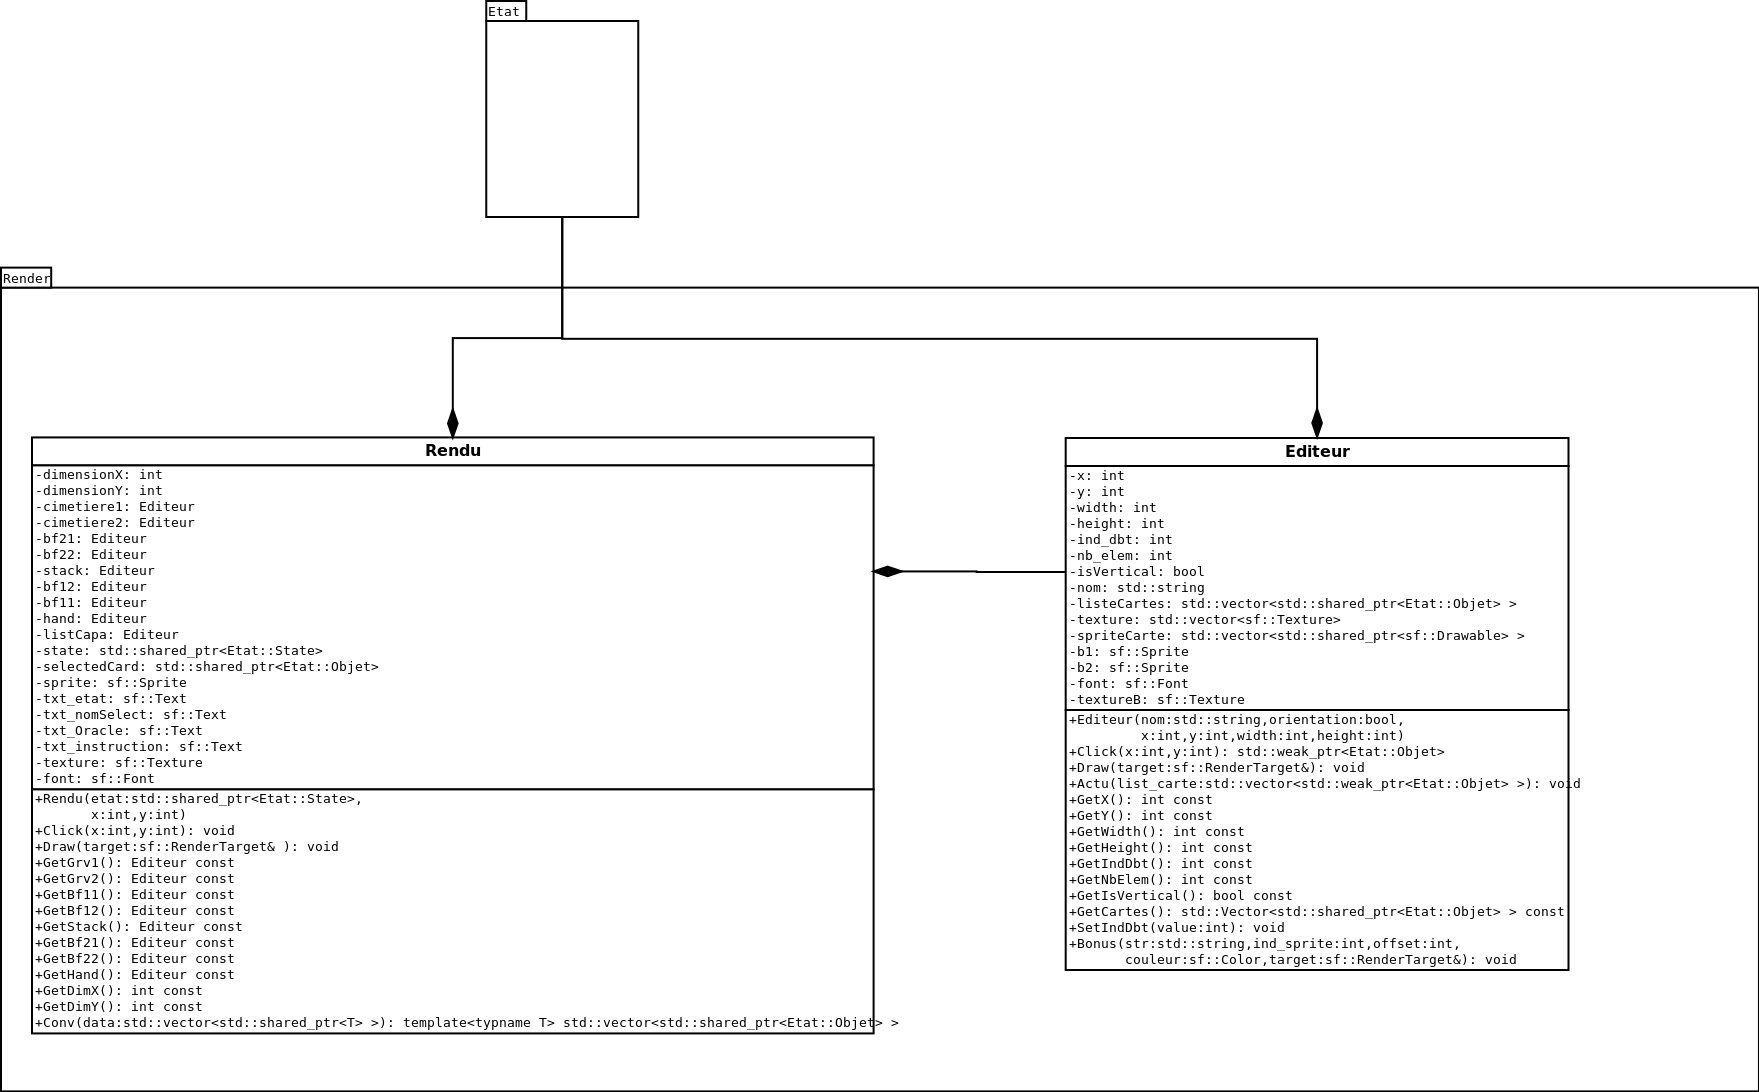 Etat
Render
Rendu
-dimensionX: int
-dimensionY: int
-cimetiere1: Editeur
-cimetiere2: Editeur
-bf21: Editeur
-bf22: Editeur
-stack: Editeur
-bf12: Editeur
-bf11: Editeur
-hand: Editeur
-listCapa: Editeur
-state: std::shared_ptr<Etat::State>
-selectedCard: std::shared_ptr<Etat::Objet>
-sprite: sf::Sprite
-txt_etat: sf::Text
-txt_nomSelect: sf::Text
-txt_Oracle: sf::Text
-txt_instruction: sf::Text
-texture: sf::Texture
-font: sf::Font
+Rendu(etat:std::shared_ptr<Etat::State>,
x:int,y:int)
+Click(x:int,y:int): void
+Draw(target:sf::RenderTarget& ): void
+GetGrv1(): Editeur const
+GetGrv2(): Editeur const
+GetBf11(): Editeur const
+GetBf12(): Editeur const
+GetStack(): Editeur const
+GetBf21(): Editeur const
+GetBf22(): Editeur const
+GetHand(): Editeur const
+GetDimX(): int const
+GetDimY(): int const
+Conv(data:std::vector<std::shared_ptr<T> >): template<typname T> std::vector<std::shared_ptr<Etat::Objet> >
Editeur
-x: int
-y: int
-width: int
-height: int
-ind_dbt: int
-nb_elem: int
-isVertical: bool
-nom: std::string
-listeCartes: std::vector<std::shared_ptr<Etat::Objet> >
-texture: std::vector<sf::Texture>
-spriteCarte: std::vector<std::shared_ptr<sf::Drawable> >
-b1: sf::Sprite
-b2: sf::Sprite
-font: sf::Font
-textureB: sf::Texture
+Editeur(nom:std::string,orientation:bool,
x:int,y:int,width:int,height:int)
+Click(x:int,y:int): std::weak_ptr<Etat::Objet>
+Draw(target:sf::RenderTarget&): void
+Actu(list_carte:std::vector<std::weak_ptr<Etat::Objet> >): void
+GetX(): int const
+GetY(): int const
+GetWidth(): int const
+GetHeight(): int const
+GetIndDbt(): int const
+GetNbElem(): int const
+GetIsVertical(): bool const
+GetCartes(): std::Vector<std::shared_ptr<Etat::Objet> > const
+SetIndDbt(value:int): void
+Bonus(str:std::string,ind_sprite:int,offset:int,
couleur:sf::Color,target:sf::RenderTarget&): void